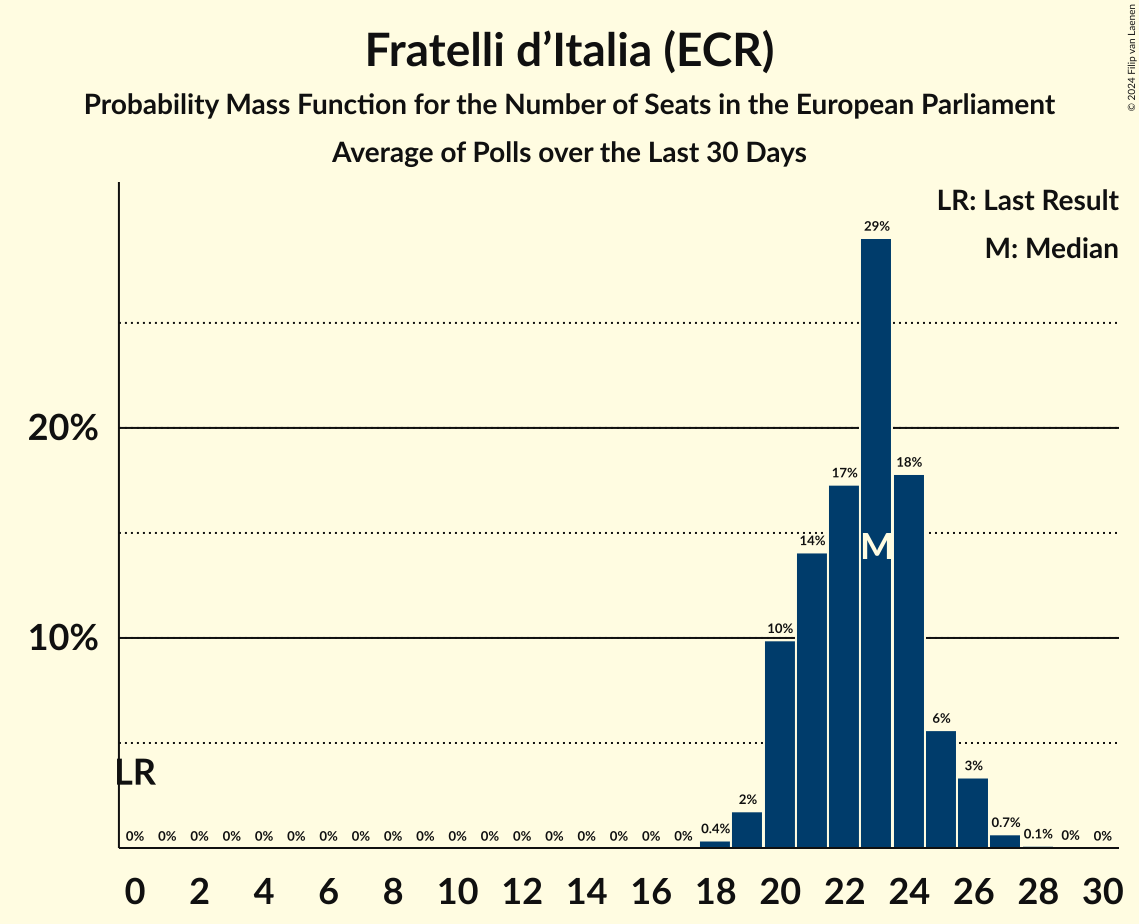 Fratelli d’Italia (ECR)
Probability Mass Function for the Number of Seats in the European Parliament
Average of Polls over the Last 30 Days
© 2024 Filip van Laenen
LR: Last Result
M: Median
20%
10%
LR
M
0% 0% 0% 0% 0% 0% 0% 0% 0% 0% 0% 0% 0% 0% 0% 0% 0% 0% 0.4% 2% 10% 14% 17% 29% 18% 6% 3% 0.7% 0.1% 0% 0%
0 2 4 6 8 10 12 14 16 18 20 22 24 26 28 30